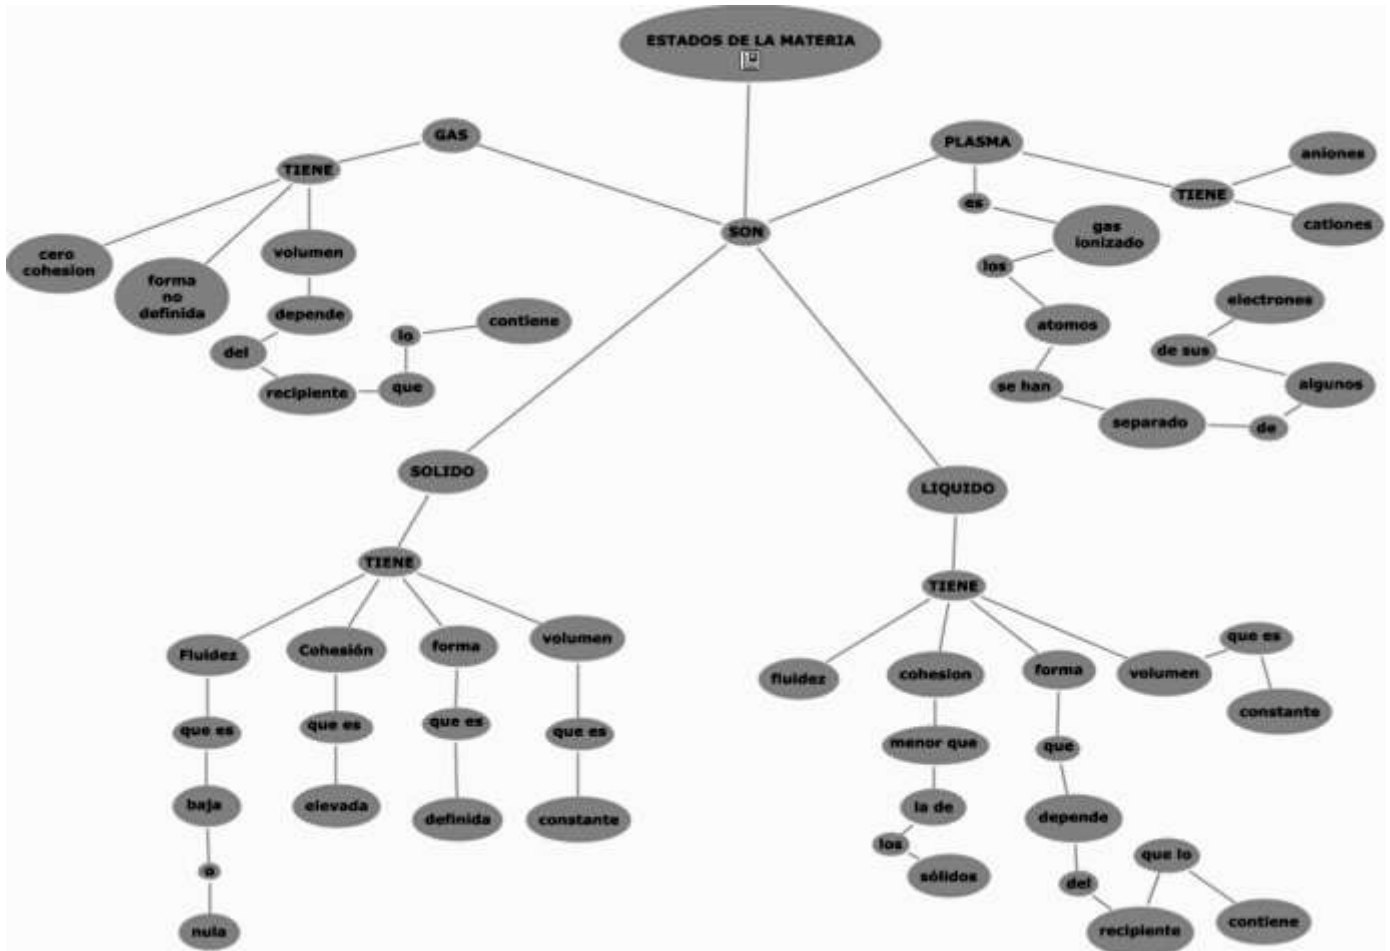 ESTADOS DE LA MATERIA
SON
GAS
TIENE
cero
cohesion
forma
no
definida
volumen
depende
del
recipiente
que
lo
contiene
PLASMA
es
gas
ionizado
los
atomos
se han
separado
de
algunos
de sus
electrones
TIENE
aniones
cationes
SOLIDO
TIENE
Fluidez
que es
baja
o
nula
Cohesión
que es
elevada
forma
que es
definida
volumen
que es
constante
LIQUIDO
TIENE
fluidez
cohesion
menor que
la de
los
sólidos
forma
que
depende
del
recipiente
que lo
contiene
volumen
que es
constante